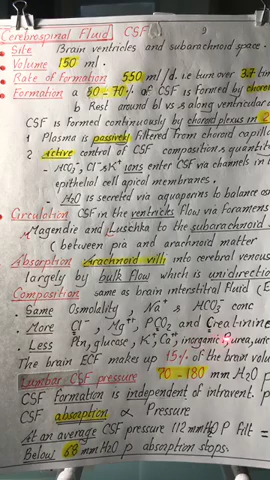 Cerebrospinal Fluid CSF
Site Brain ventricles and subarachnoid space.
Volume 150 ml.
Rate of formation 550 ml/d. i.e turn over 3.7
Formation a 50-70% of CSF is formed by
b Rest around bl vs & along ventricular
CSF is formed continuously by choroid plexus in 2
1 Plasma is passively filtered from choroid
2 Active control of CSF composition &
- HCO3-, Cl- & K+ ions enter CSF via channels in
epithelial cell apical membranes.
- H2O is secreted via aquaporins to balance
Circulation CSF in the ventricles flow via foramens
Magendie and Luschka to the subarachnoid
(between pia and arachnoid matter
Absorption Arachnoid villi into cerebral venous
largely by bulk flow which is
Composition same as brain interstitial fluid
- Same Osmolality Na+ & HCO3- conc
- More Cl-, Mg++, PCO2 and Creatinine
- Less Ptn, glucose, K+, Ca++, inorganic P, urea,
The brain ECF makes up 15% of the brain
Lumbar CSF pressure 70-180 mm H2O
CSF formation is independent of intravent. P
CSF absorption ∝ Pressure
At an average CSF pressure 112 mm H2O P filt =
Below 68 mm H2O p absorption stops.